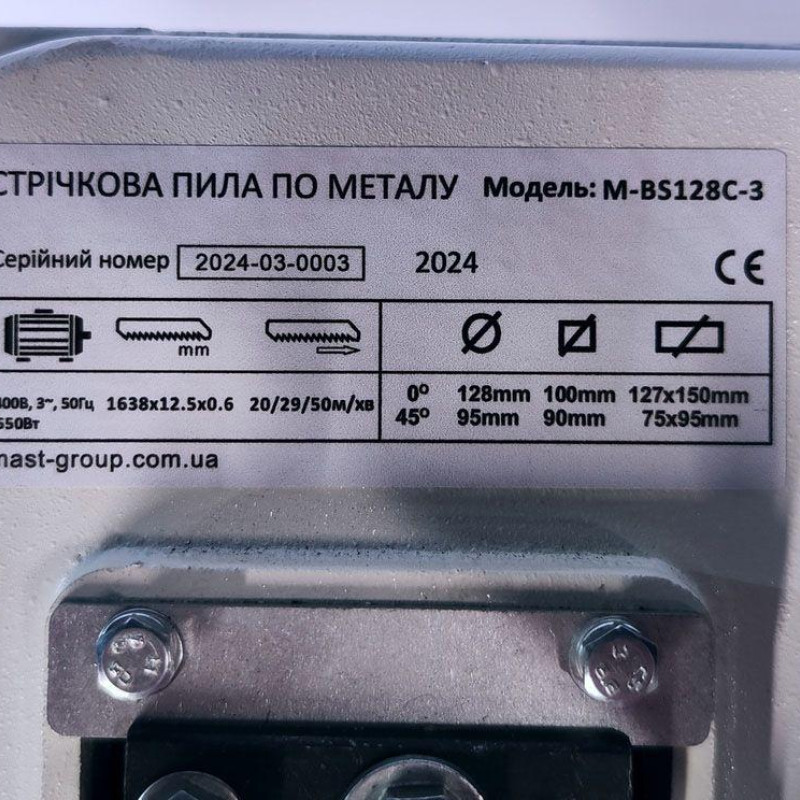 СТРІЧКОВА ПИЛА ПО МЕТАЛУ Модель: M-BS128C-3
Серійний номер 2024-03-0003 2024 CE
mm
400В, 3~, 50Гц, 1638x12.5x0.6 20/29/50м/хв 0° 128mm 100mm 127x150mm
550Вт 45° 95mm 90mm 75x95mm
mast-group.com.ua